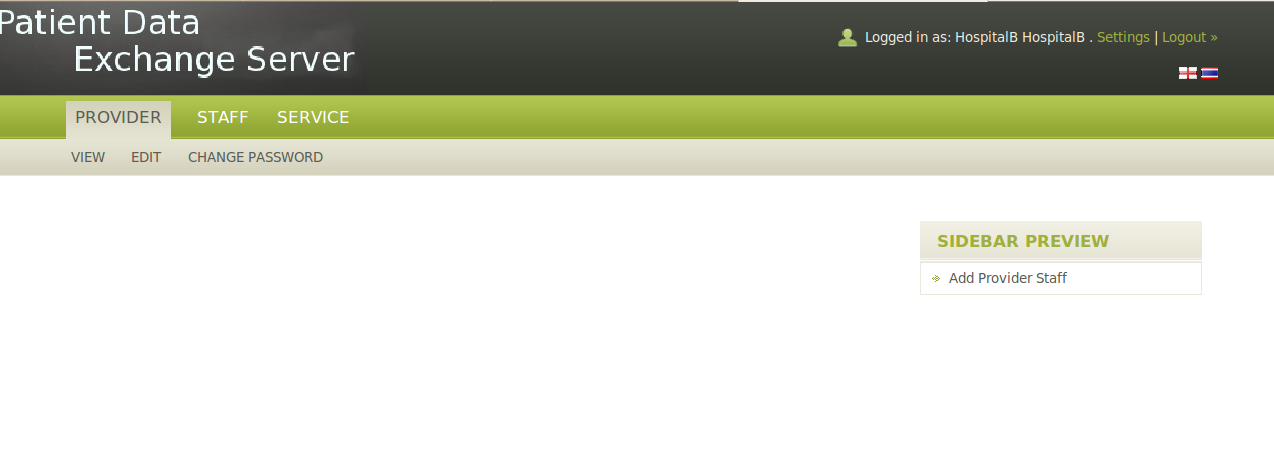 Patient Data
Exchange Server
Logged in as: HospitalB HospitalB . Settings | Logout »
PROVIDER STAFF SERVICE
VIEW EDIT CHANGE PASSWORD
SIDEBAR PREVIEW
Add Provider Staff